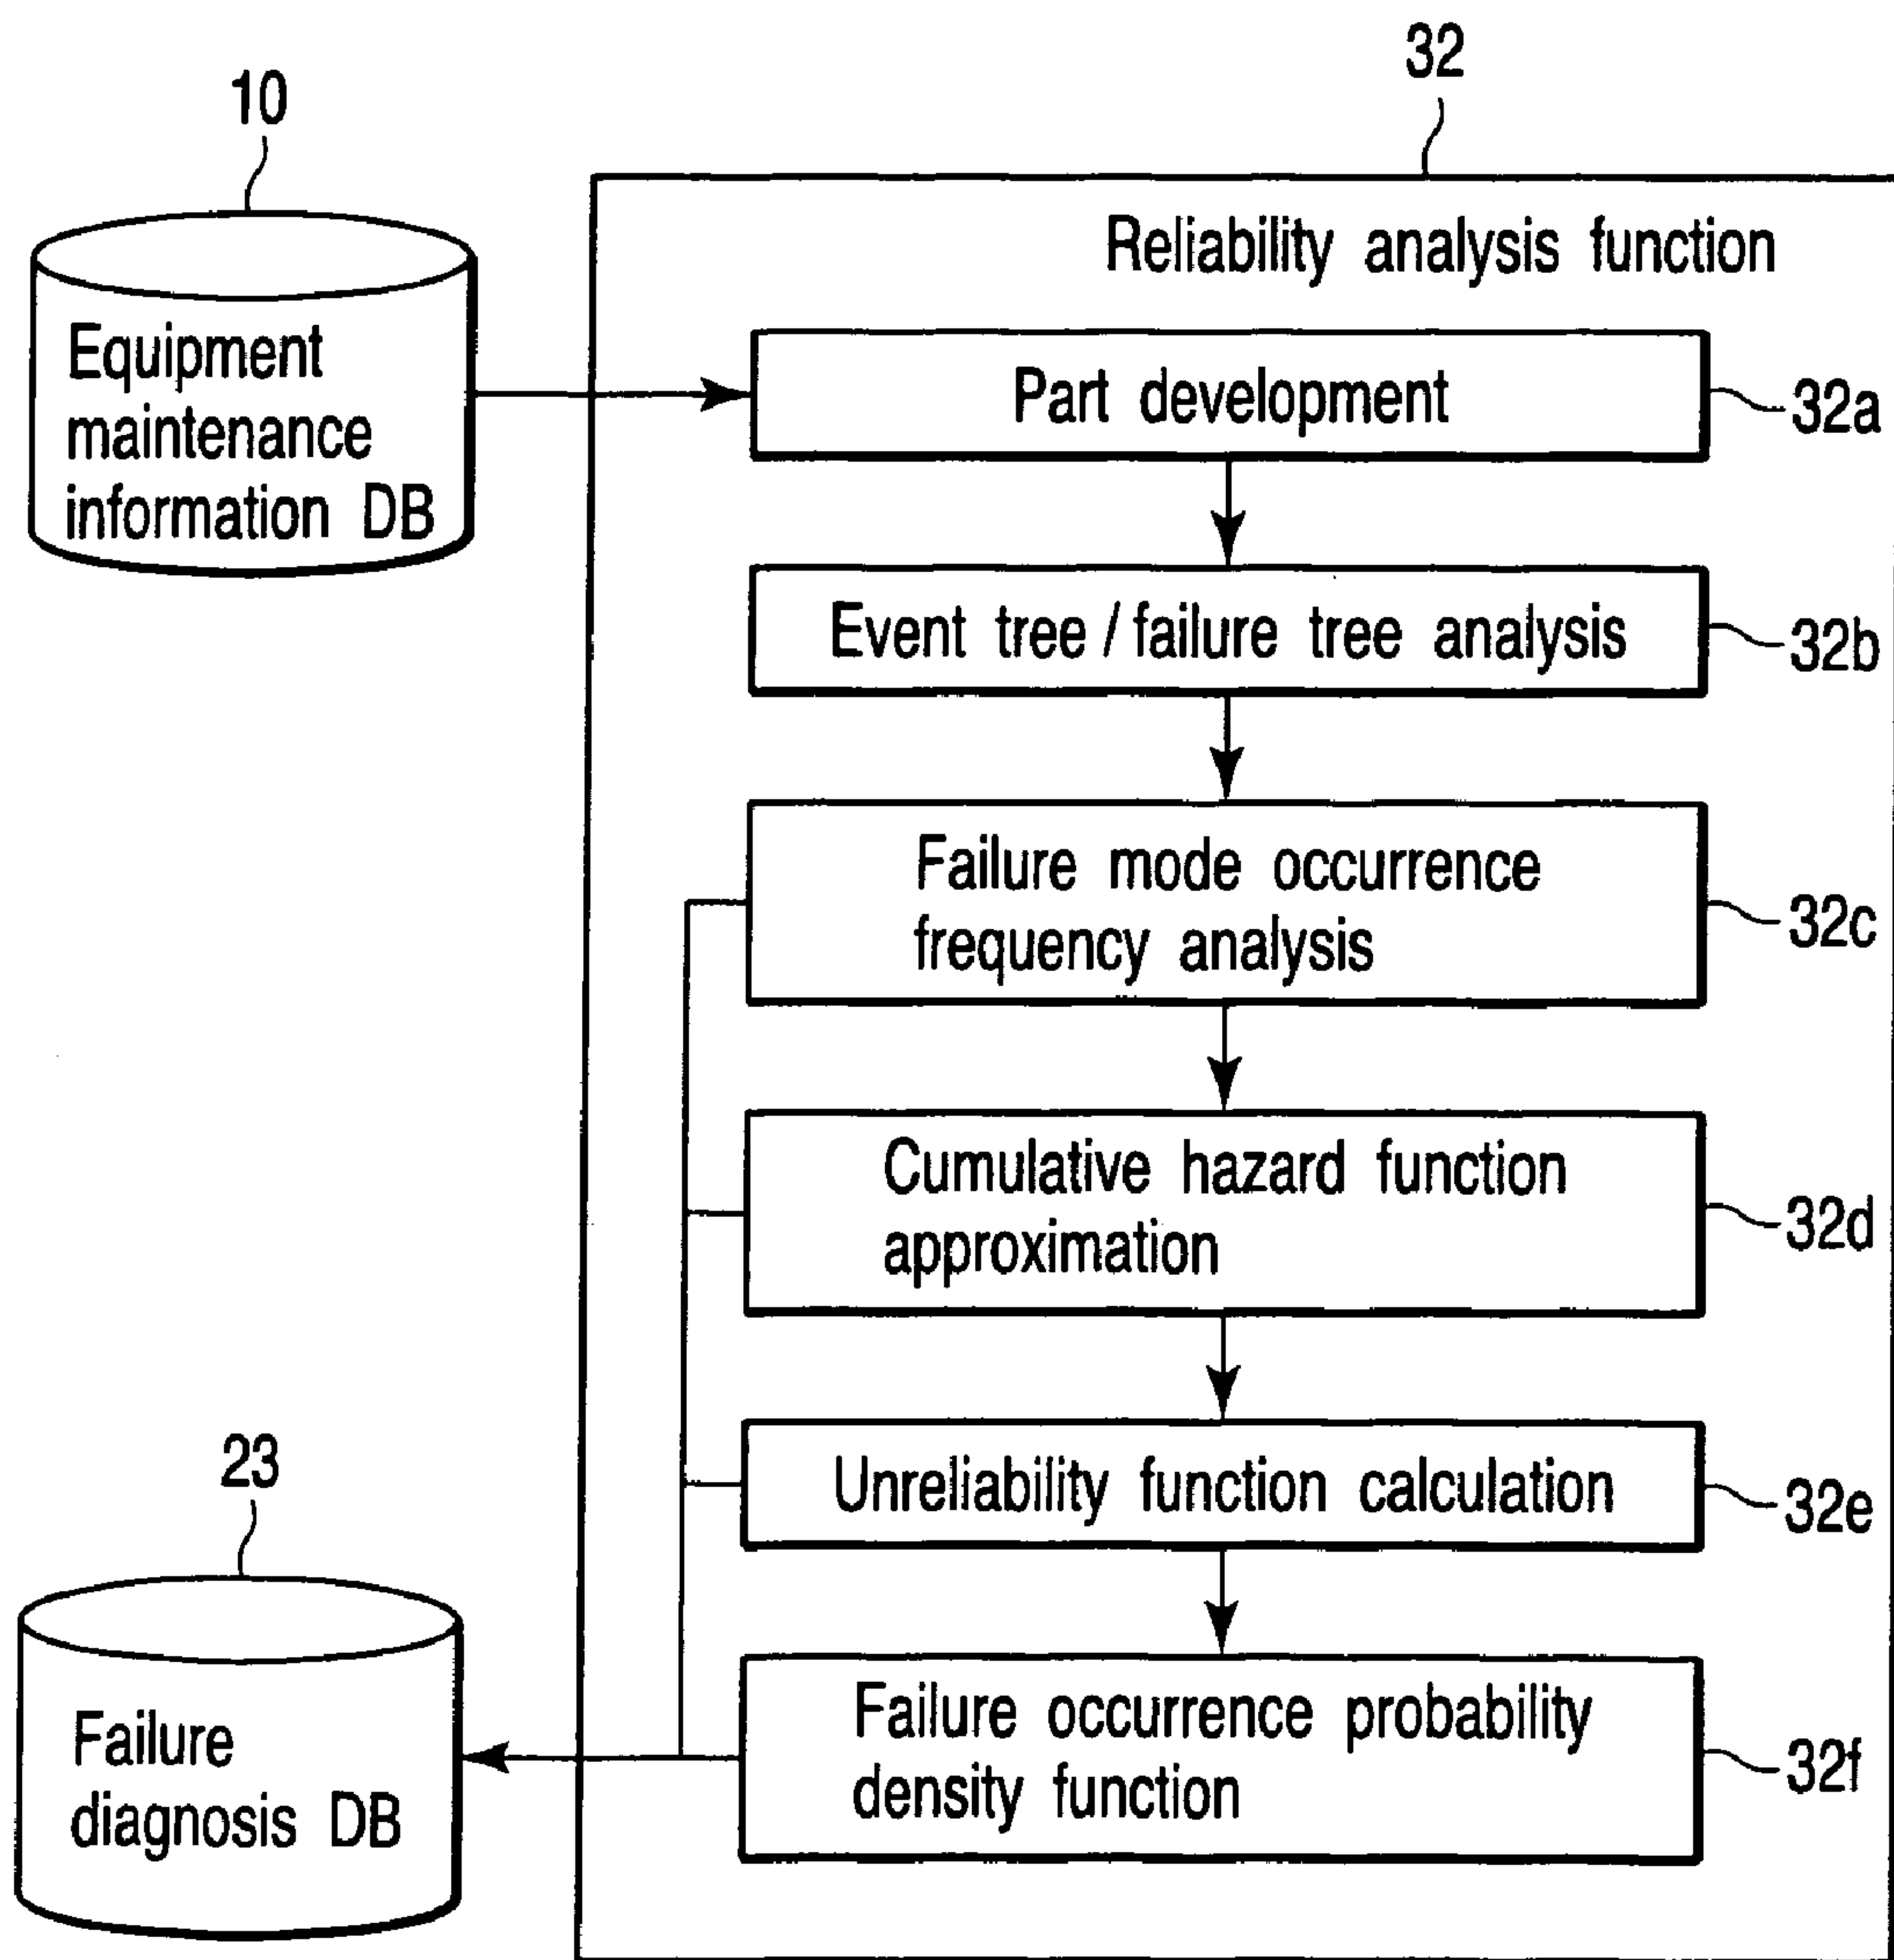 32
10
Reliability analysis function
Equipment
maintenance
information DB
Part development
32a
Event tree / failure tree analysis
32b
Failure mode occurrence
frequency analysis
32c
Cumulative hazard function
approximation
32d
Unreliability function calculation
32e
23
Failure
diagnosis DB
Failure occurrence probability
density function
32f